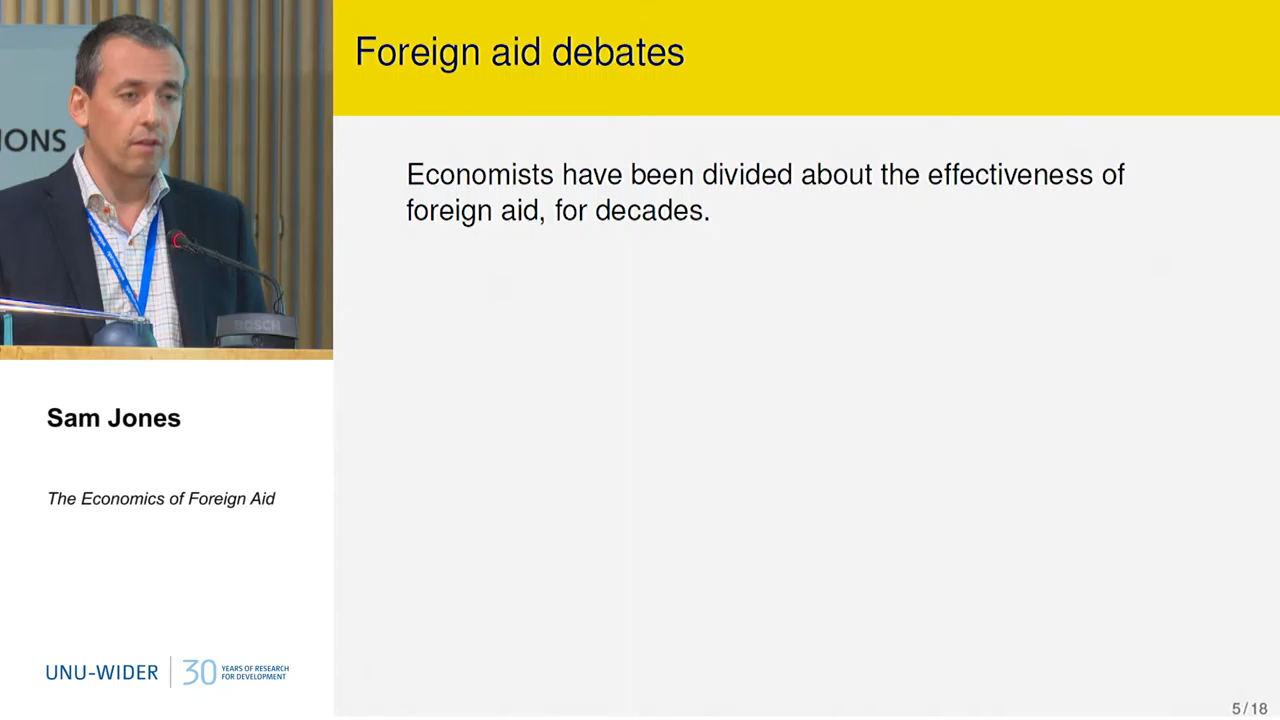 Foreign aid debates
IONS
Economists have been divided about the effectiveness of
foreign aid, for decades.
BOSCH
Sam Jones
The Economics of Foreign Aid
UNU-WIDER
30
YEARS OF RESEARCH
FOR DEVELOPMENT
5/18